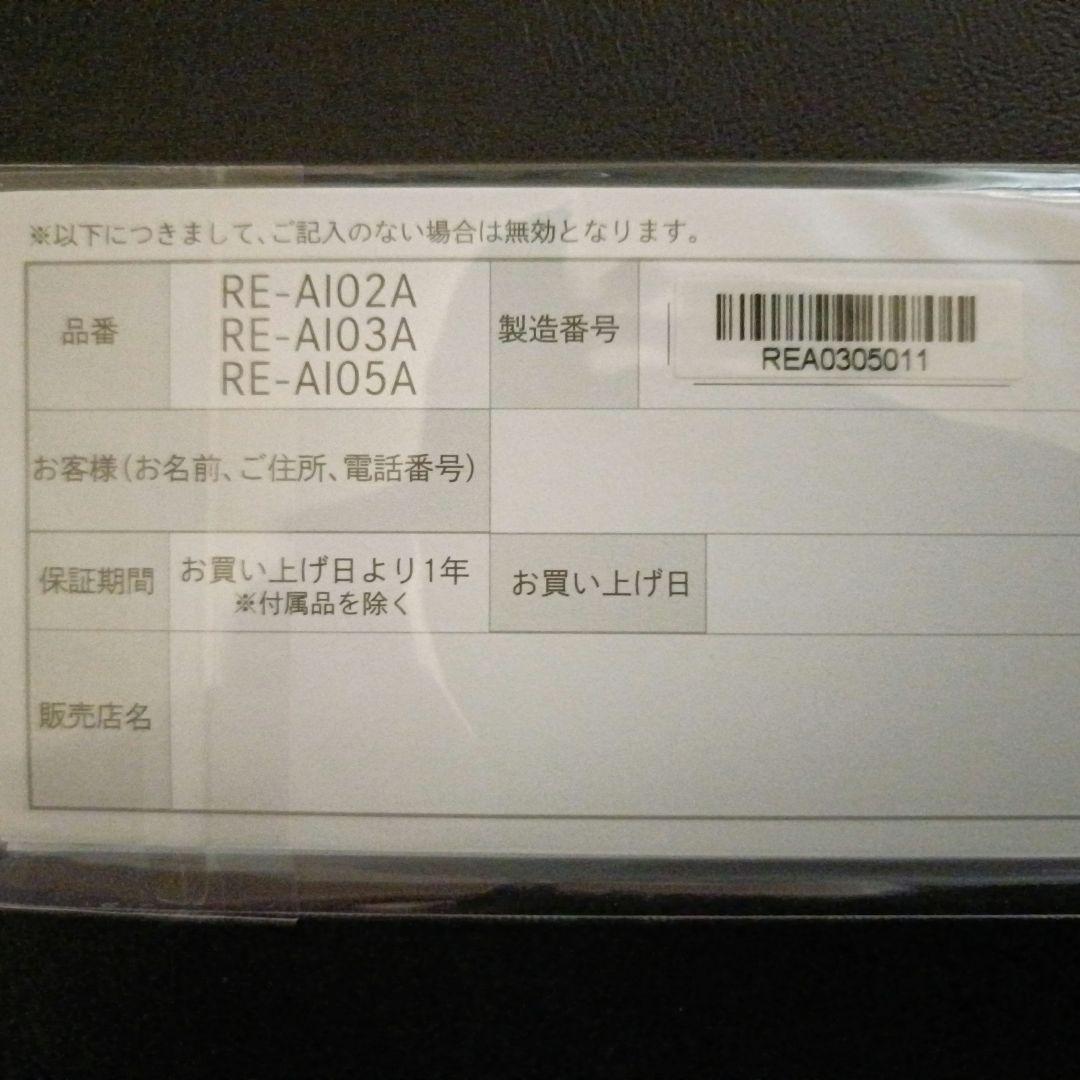 ※以下につきまして、ご記入のない場合は無効となります。
品番
RE-AI02A
RE-AI03A
RE-AI05A
製造番号
REA0305011
お客様(お名前、ご住所、電話番号)
保証期間
お買い上げ日より1年
※付属品を除く
お買い上げ日
販売店名